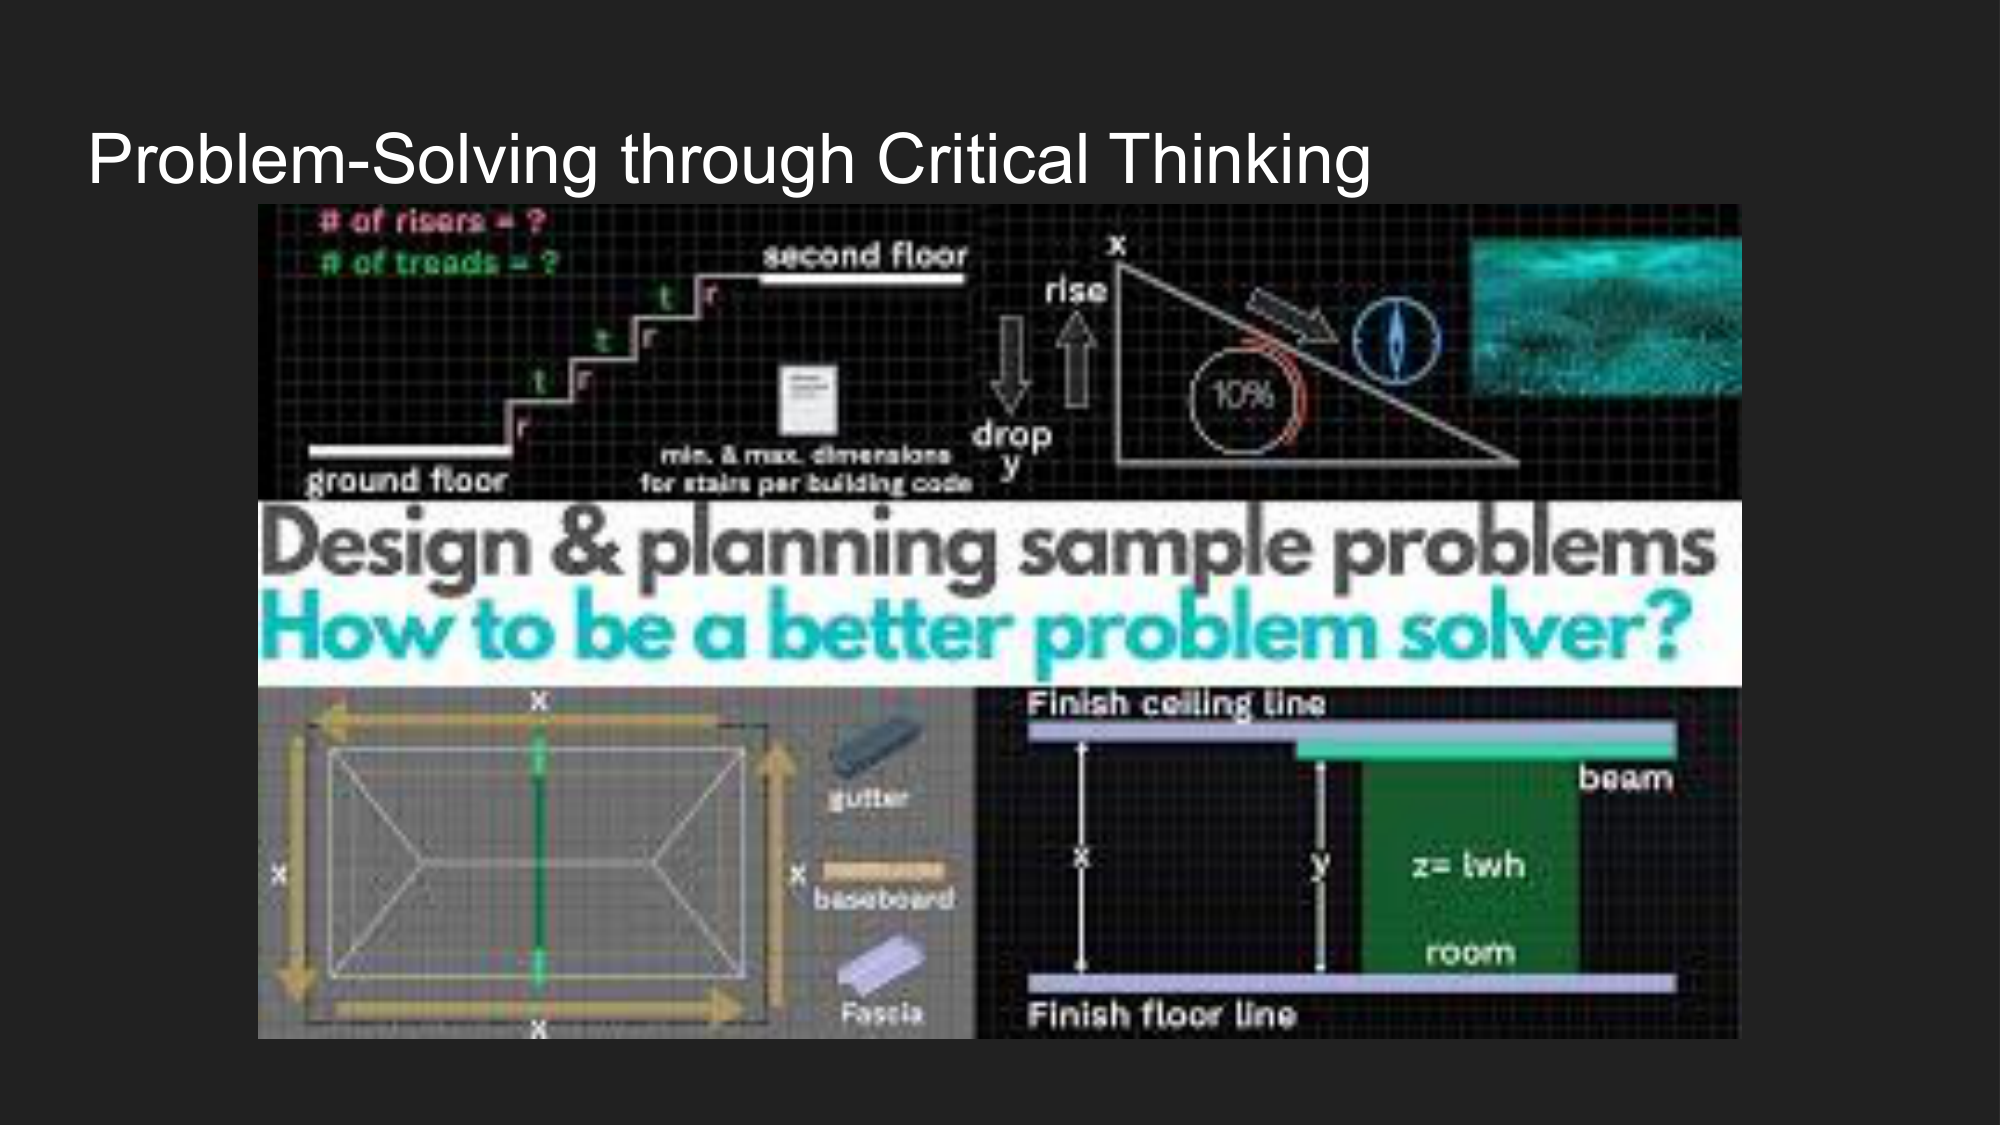 Problem-Solving through Critical Thinking
# of risers = ?
# of treads = ?
second floor
t
r
t
r
t
r
r
ground floor
min. & max. dimensions
for stairs per building code
x
rise
drop
y
10%
Design & planning sample problems
How to be a better problem solver?
x
x
x
x
gutter
baseboard
Fascia
Finish ceiling line
beam
x
y
z= lwh
room
Finish floor line